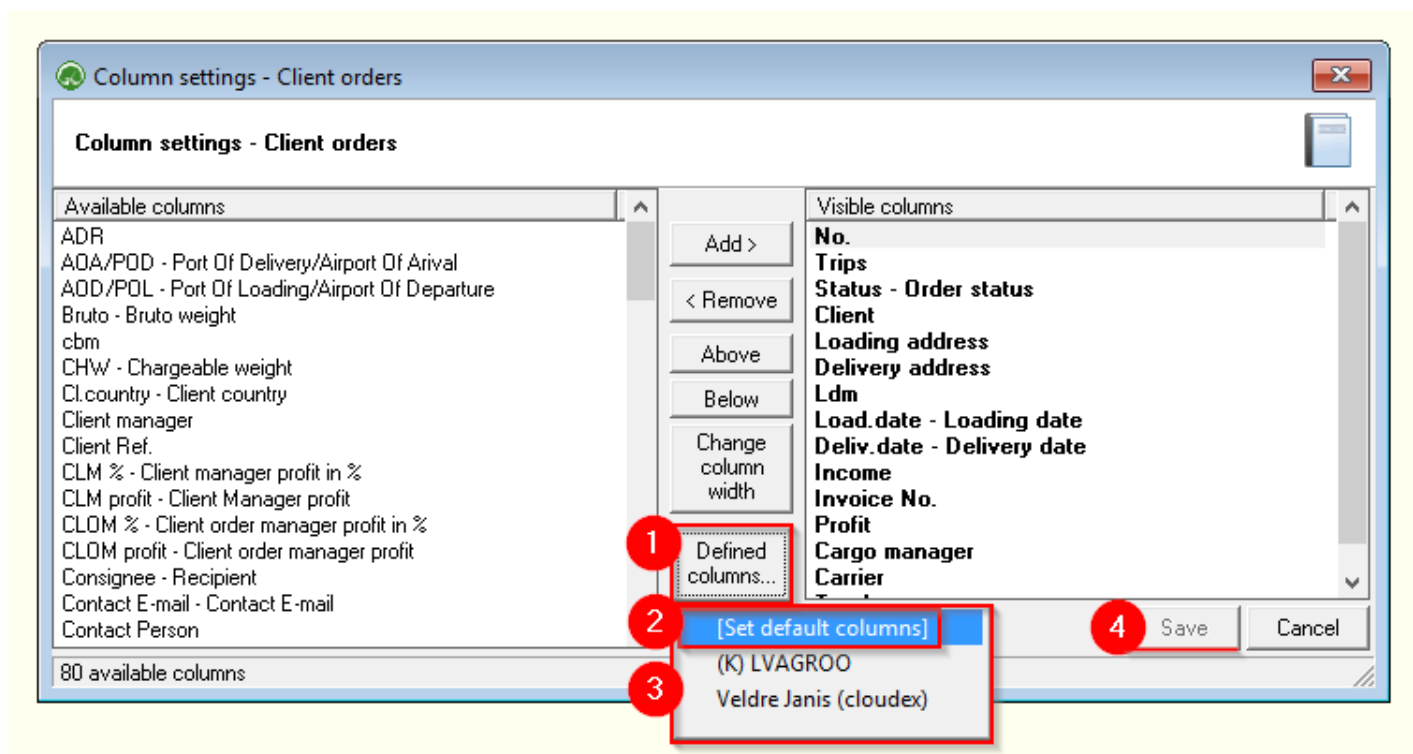 Column settings - Client orders
Column settings - Client orders
Available columns
ADR
AOA/POD - Port Of Delivery/Airport Of Arival
AOD/POL - Port Of Loading/Airport Of Departure
Bruto - Bruto weight
cbm
CHW - Chargeable weight
Cl.country - Client country
Client manager
Client Ref.
CLM % - Client manager profit in %
CLM profit - Client Manager profit
CLOM % - Client order manager profit in %
CLOM profit - Client order manager profit
Consignee - Recipient
Contact E-mail - Contact E-mail
Contact Person
Add >
< Remove
Above
Below
Change
column
width
1
Defined
columns...
2
[Set default columns]
3
(K) LVAGROO
Veldre Janis (cloudex)
Visible columns
No.
Trips
Status - Order status
Client
Loading address
Delivery address
Ldm
Load.date - Loading date
Deliv.date - Delivery date
Income
Invoice No.
Profit
Cargo manager
Carrier
4
Save
Cancel
80 available columns